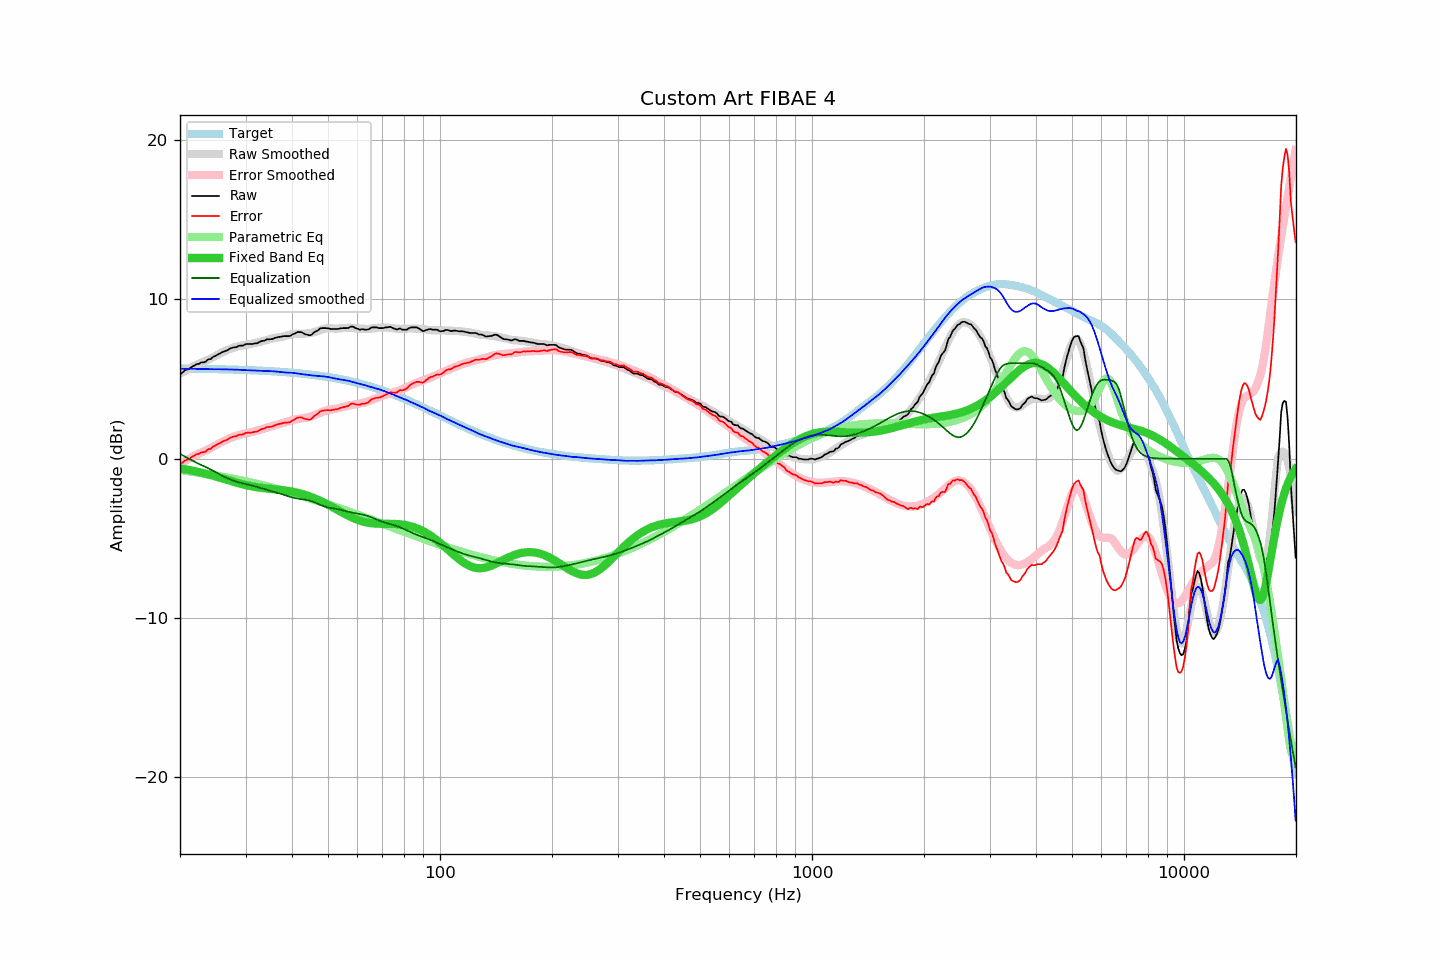 Custom Art FIBAE 4
Target
Raw Smoothed
Error Smoothed
Raw
Error
Parametric Eq
Fixed Band Eq
Equalization
Equalized smoothed
20
10
0
−10
−20
Amplitude (dBr)
100
1000
10000
Frequency (Hz)